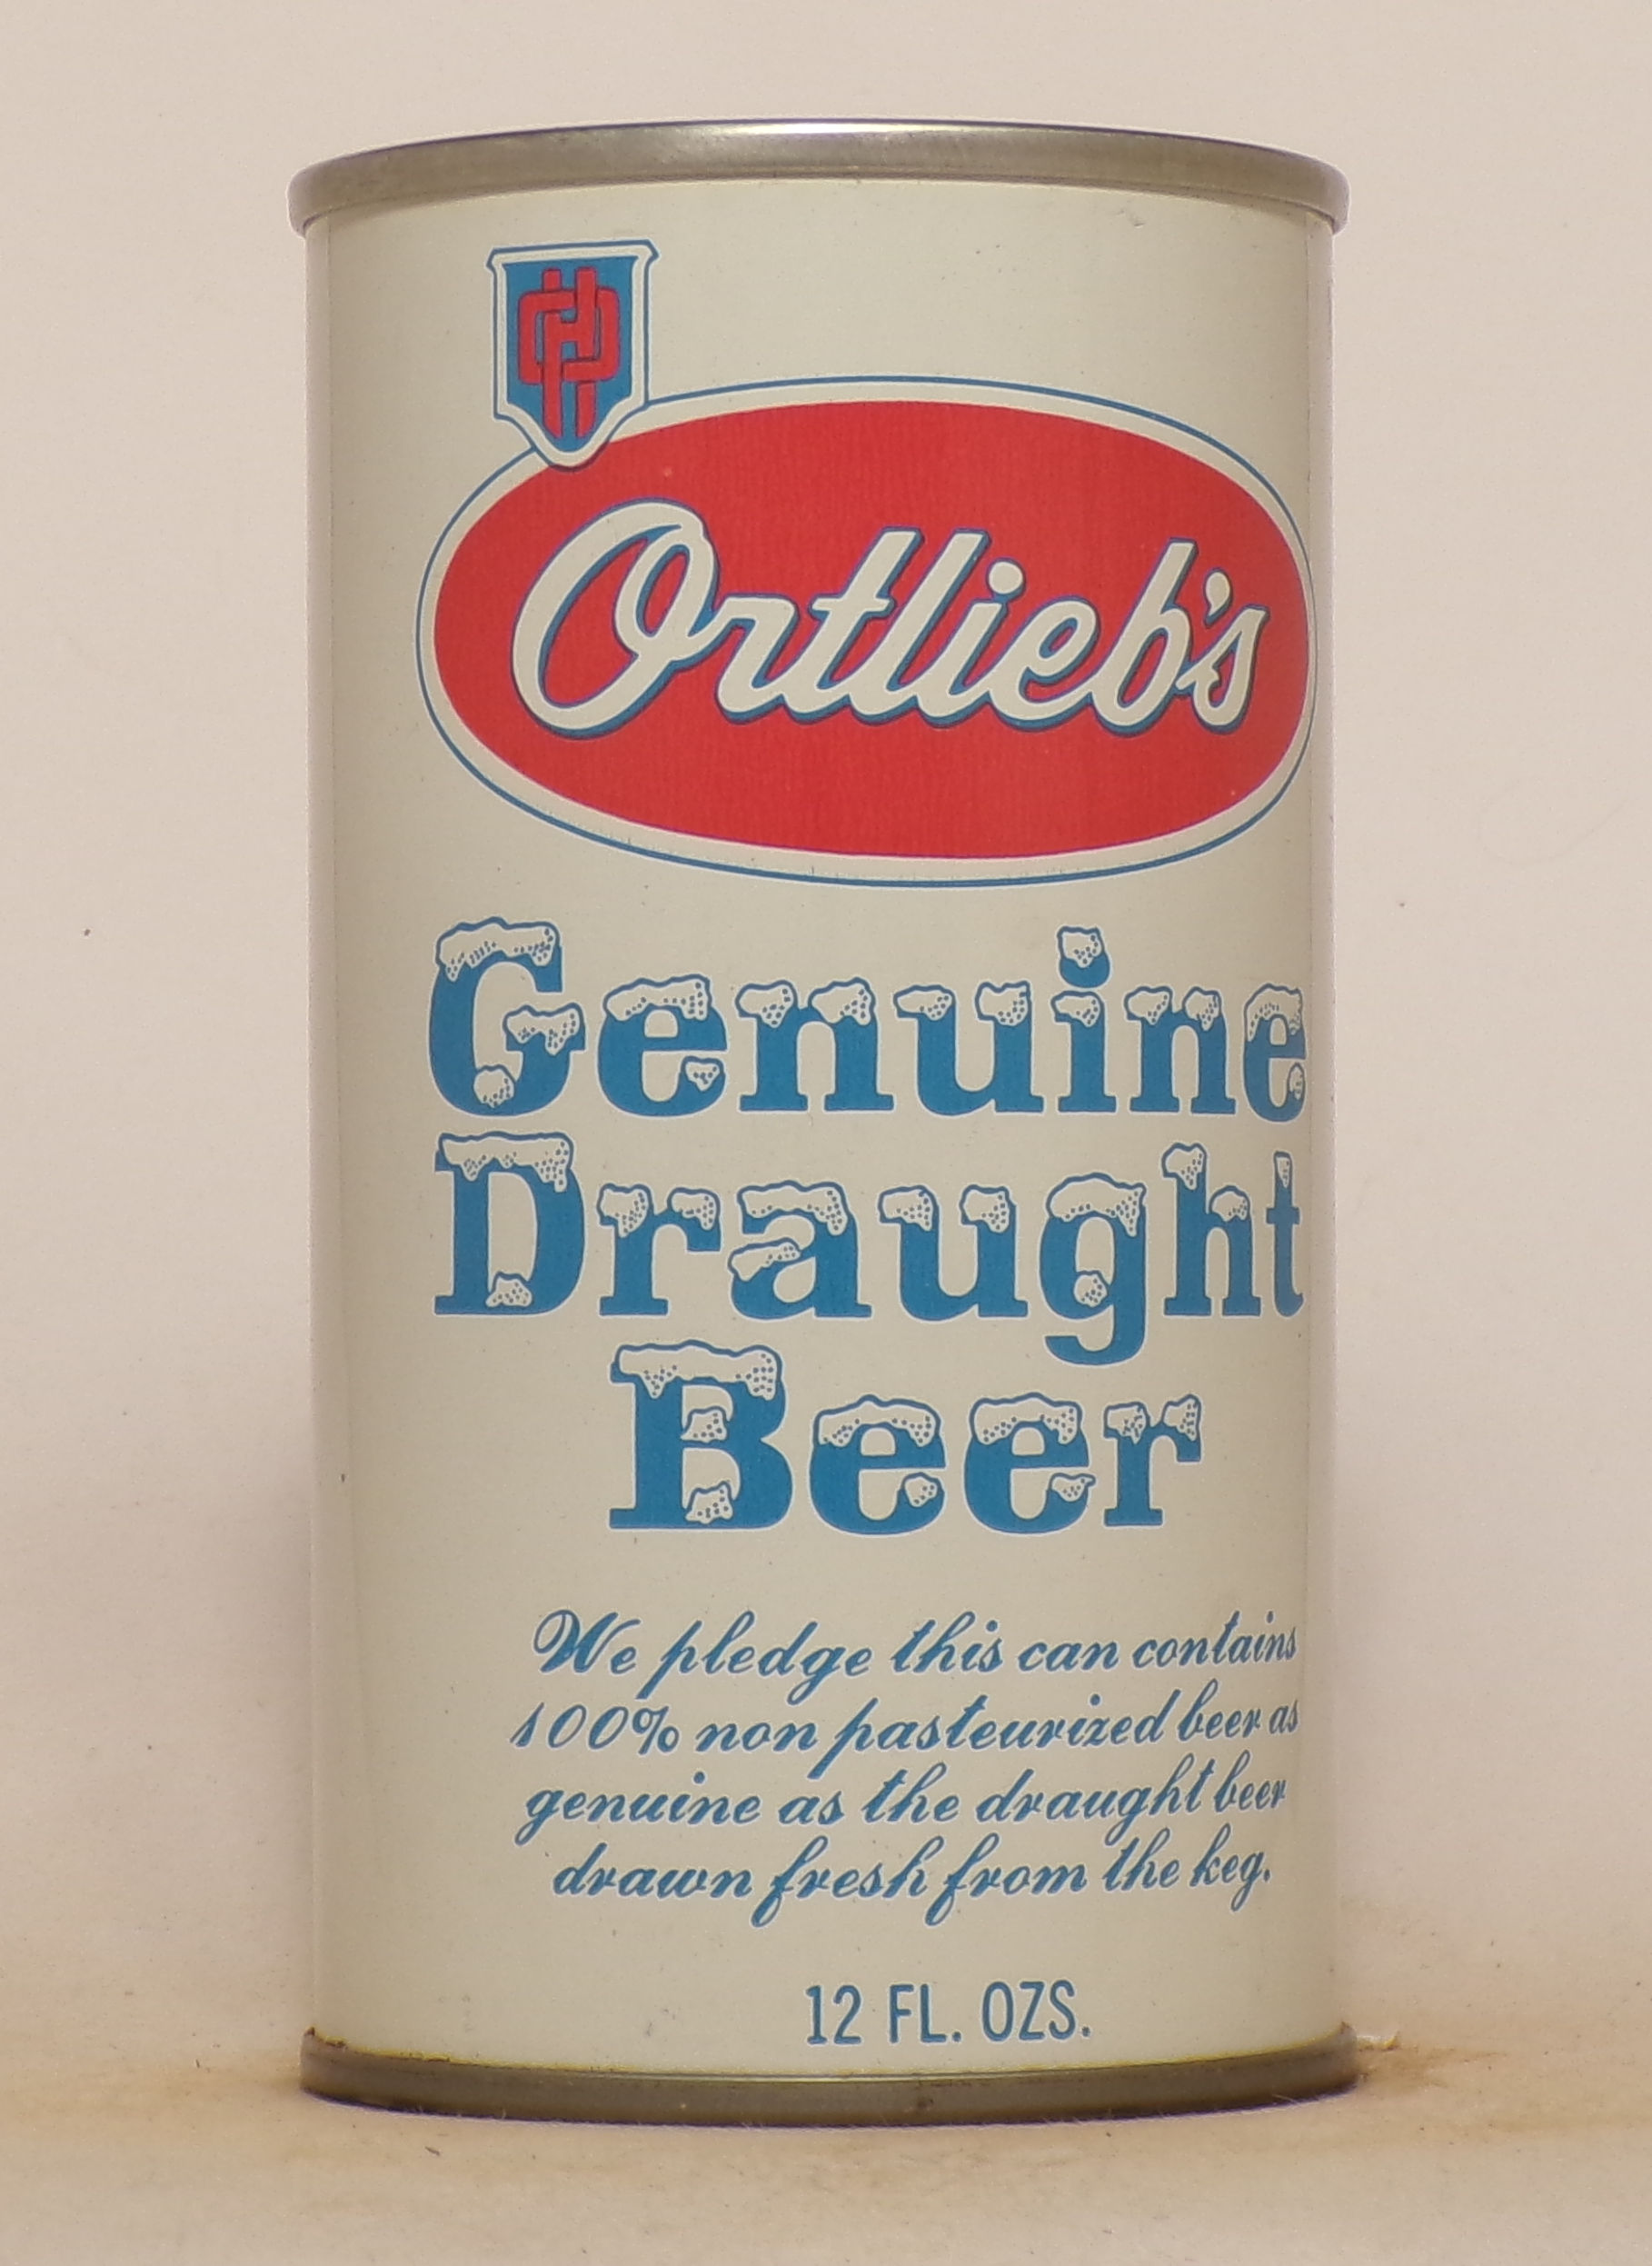 Ortlieb's
Genuine
Draught
Beer
We pledge this can contains
100% non pasteurized beer as
genuine as the draught beer
drawn fresh from the keg.
12 FL. OZS.